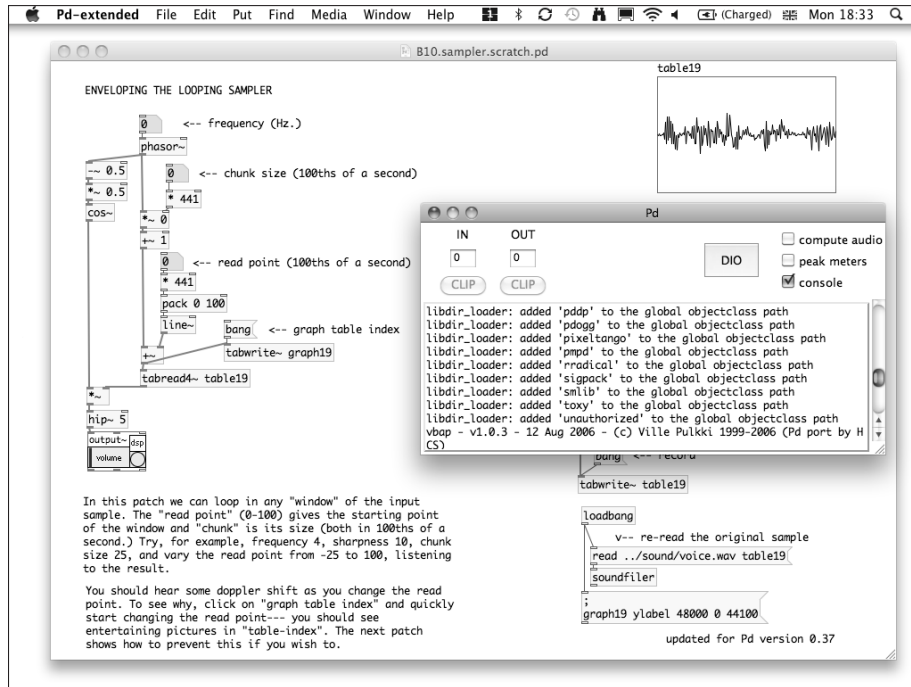 Pd-extended File Edit Put Find Media Window Help (Charged) Mon 18:33
B10.sampler.scratch.pd
table19
ENVELOPING THE LOOPING SAMPLER
0 <-- frequency (Hz.)
phasor~
-~ 0.5
0 <-- chunk size (100ths of a second)
*~ 0.5
* 441
cos~
*~ 0
+~ 1
0 <-- read point (100ths of a second)
* 441
pack 0 100
line~
bang <-- graph table index
+~
tabwrite~ graph19
tabread4~ table19
*~
hip~ 5
output~ dsp
volume
Pd
IN OUT
compute audio
0 0
DIO
peak meters
CLIP CLIP
console
libdir_loader: added 'pddp' to the global objectclass path
libdir_loader: added 'pdogg' to the global objectclass path
libdir_loader: added 'pixeltango' to the global objectclass path
libdir_loader: added 'pmpd' to the global objectclass path
libdir_loader: added 'rradical' to the global objectclass path
libdir_loader: added 'sigpack' to the global objectclass path
libdir_loader: added 'smlib' to the global objectclass path
libdir_loader: added 'toxy' to the global objectclass path
libdir_loader: added 'unauthorized' to the global objectclass path
vbap - v1.0.3 - 12 Aug 2006 - (c) Ville Pulkki 1999-2006 (Pd port by H
CS)
bang <-- record
tabwrite~ table19
loadbang
v-- re-read the original sample
read ../sound/voice.wav table19
soundfiler
;
graph19 ylabel 48000 0 44100
updated for Pd version 0.37
In this patch we can loop in any "window" of the input
sample. The "read point" (0-100) gives the starting point
of the window and "chunk" is its size (both in 100ths of a
second.) Try, for example, frequency 4, sharpness 10, chunk
size 25, and vary the read point from -25 to 100, listening
to the result.
You should hear some doppler shift as you change the read
point. To see why, click on "graph table index" and quickly
start changing the read point--- you should see
entertaining pictures in "table-index". The next patch
shows how to prevent this if you wish to.